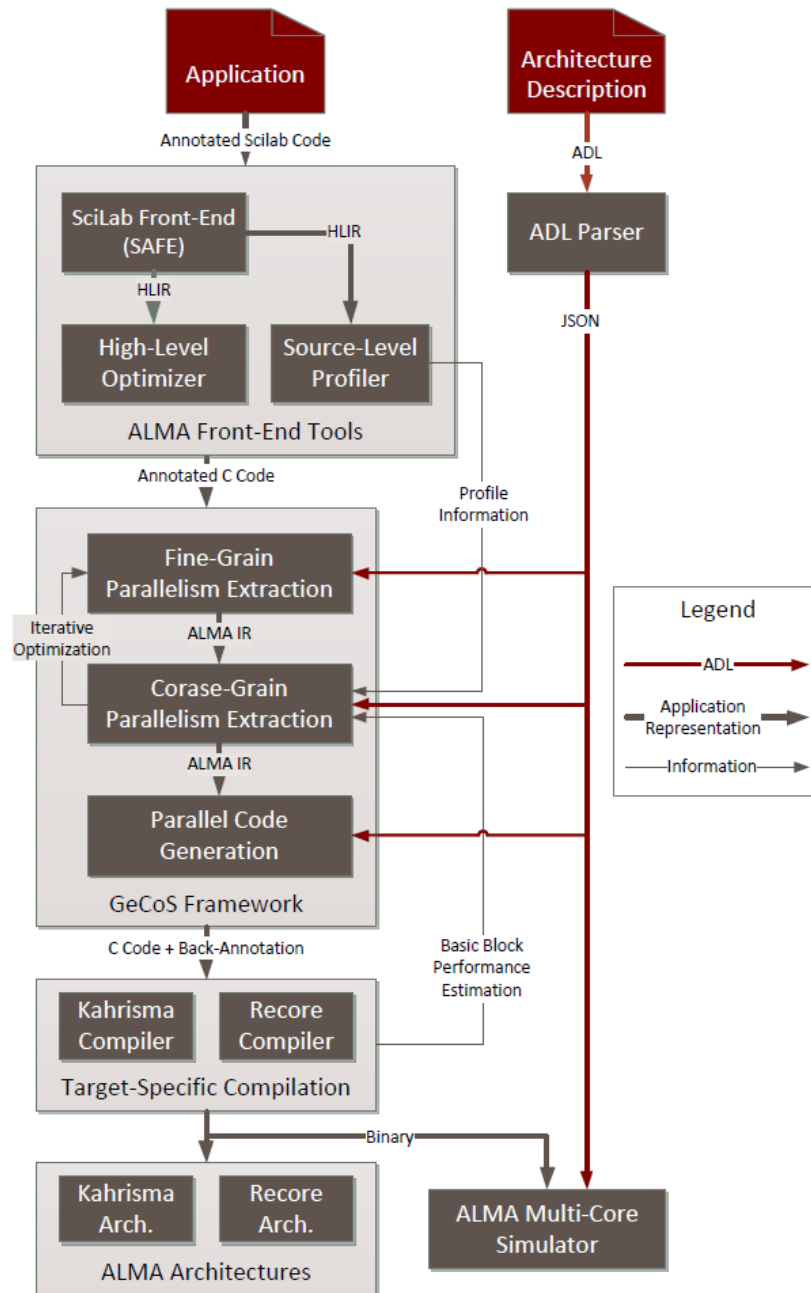 Application
Architecture
Description
Annotated Scilab Code
ADL
SciLab Front-End
(SAFE)
HLIR
ADL Parser
HLIR
JSON
High-Level
Optimizer
Source-Level
Profiler
ALMA Front-End Tools
Annotated C Code
Profile
Information
Fine-Grain
Parallelism Extraction
Iterative
Optimization
ALMA IR
Corase-Grain
Parallelism Extraction
ALMA IR
Parallel Code
Generation
GeCoS Framework
Legend
ADL
Application
Representation
Information
C Code + Back-Annotation
Basic Block
Performance
Estimation
Kahrisma
Compiler
Recore
Compiler
Target-Specific Compilation
Binary
Kahrisma
Arch.
Recore
Arch.
ALMA Architectures
ALMA Multi-Core
Simulator